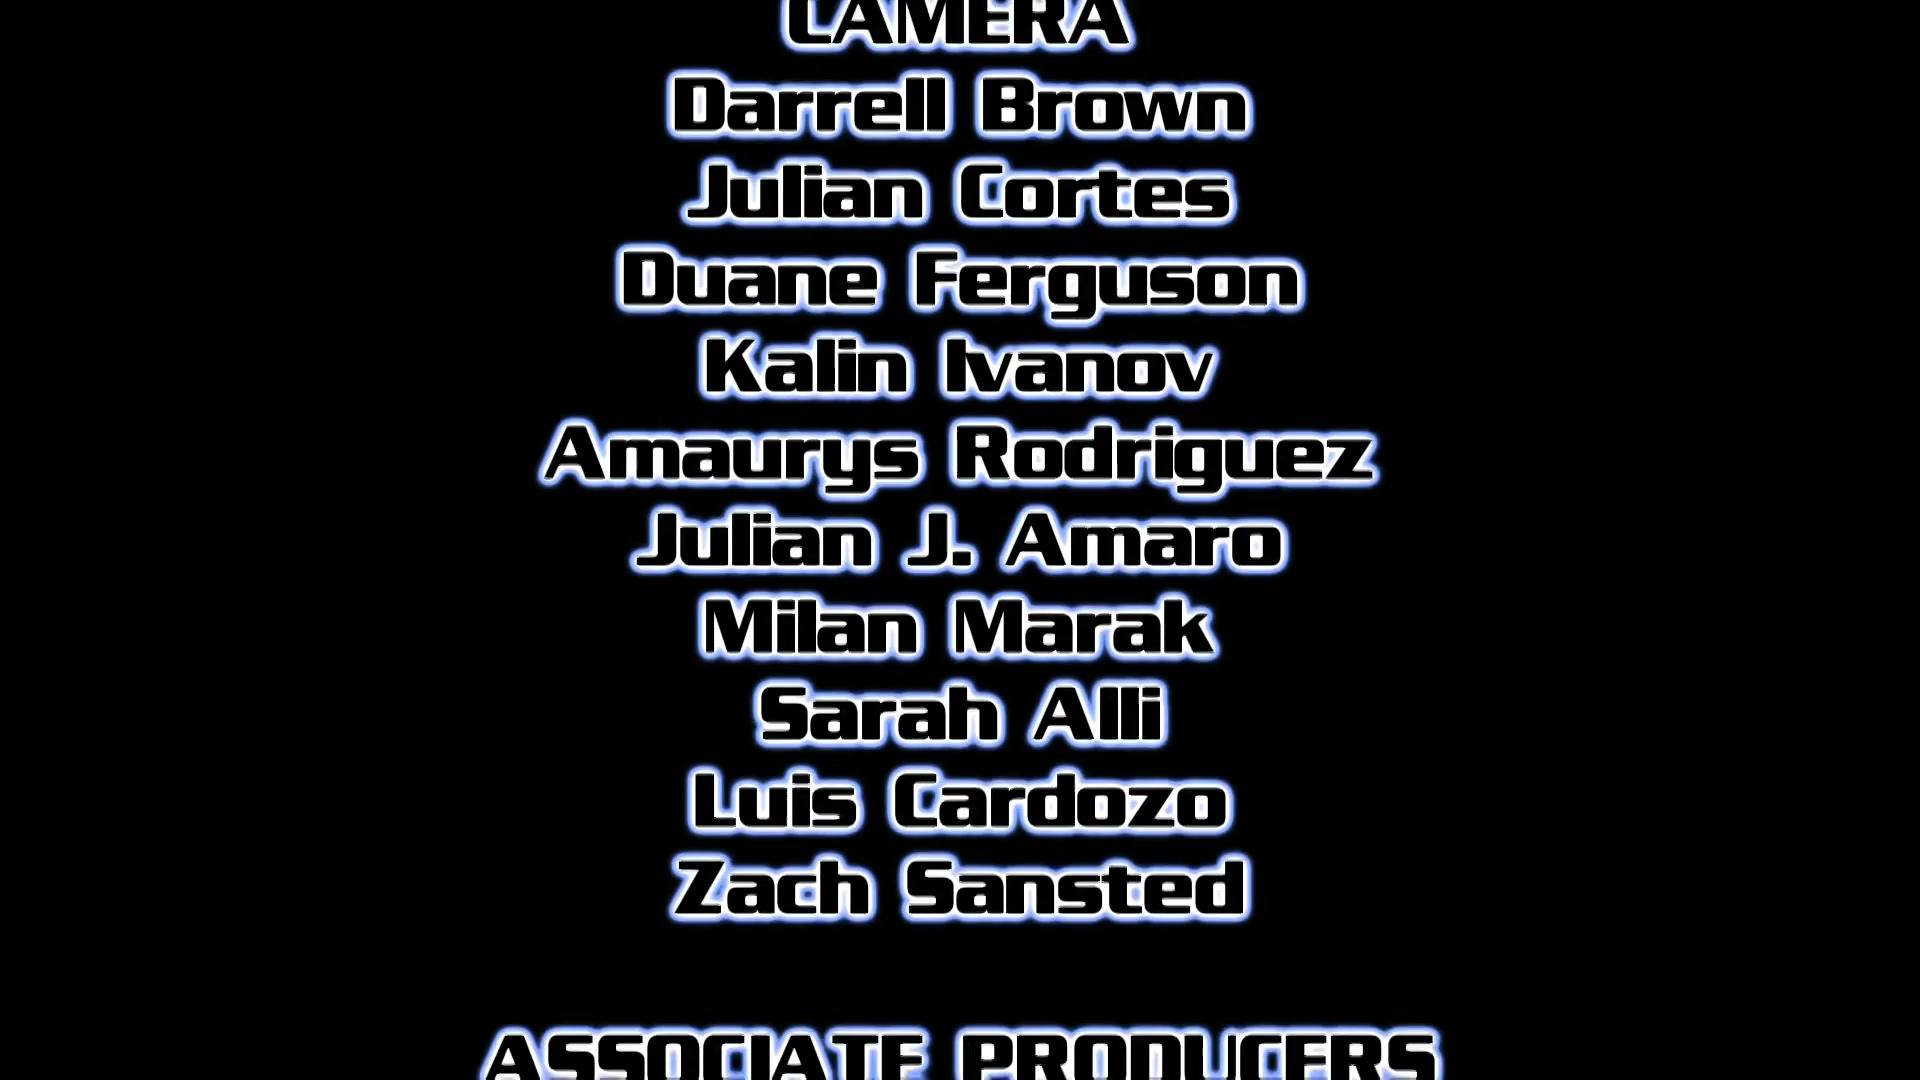 CAMERA
Darrell Brown
Julian Cortes
Duane Ferguson
Kalin Ivanov
Amaurys Rodriguez
Julian J. Amaro
Milan Marak
Sarah Alli
Luis Cardozo
Zach Sansted
ASSOCIATE PRODUCERS